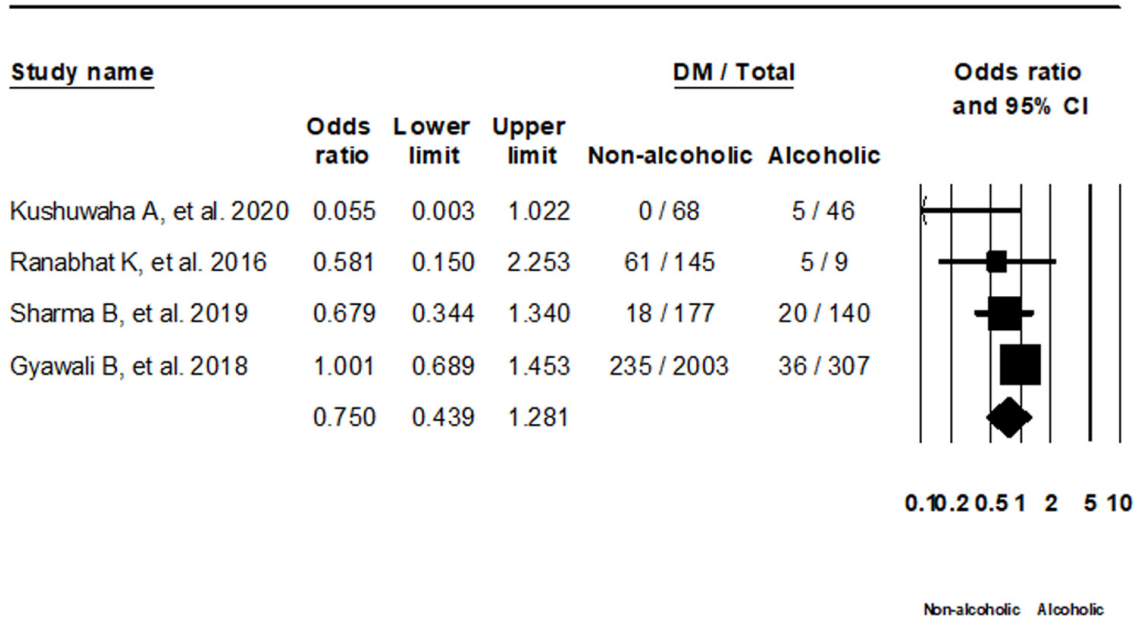 Study name DM / Total Odds ratio
and 95% CI
Odds Lower Upper
ratio limit limit Non-alcoholic Alcoholic
Kushuwaha A, et al. 2020 0.055 0.003 1.022 0 / 68 5 / 46
Ranabhat K, et al. 2016 0.581 0.150 2.253 61 / 145 5 / 9
Sharma B, et al. 2019 0.679 0.344 1.340 18 / 177 20 / 140
Gyawali B, et al. 2018 1.001 0.689 1.453 235 / 2003 36 / 307
0.750 0.439 1.281
0.1 0.2 0.5 1 2 5 10
Non-alcoholic Alcoholic